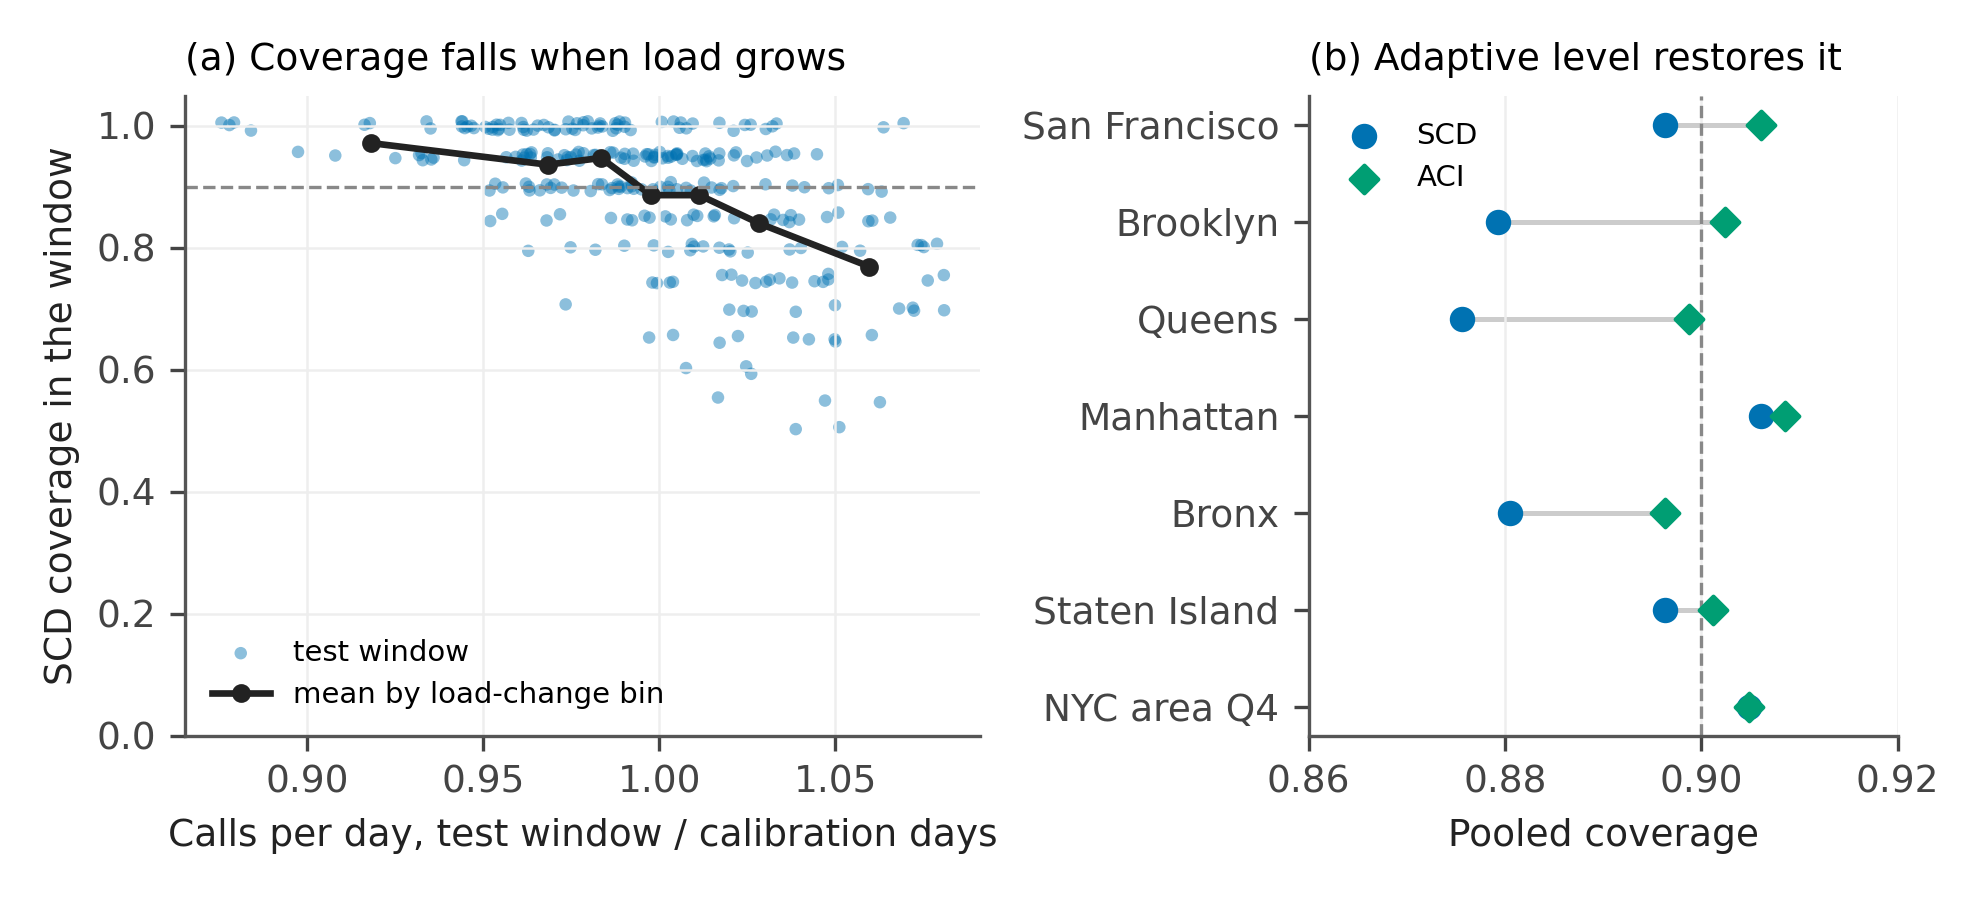 (a) Coverage falls when load grows
SCD coverage in the window
1.0
0.8
0.6
0.4
0.2
0.0
test window
mean by load-change bin
0.90 0.95 1.00 1.05
Calls per day, test window / calibration days
(b) Adaptive level restores it
San Francisco
Brooklyn
Queens
Manhattan
Bronx
Staten Island
NYC area Q4
SCD
ACI
0.86 0.88 0.90 0.92
Pooled coverage